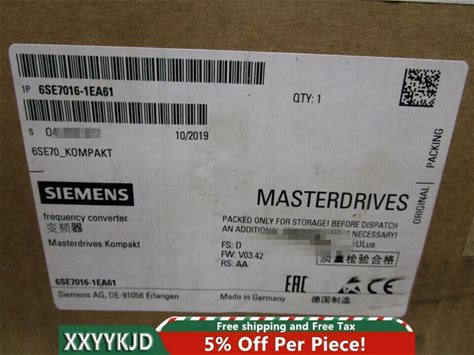 1P 6SE7016-1EA61
QTY: 1
S 04
10/2019
6SE70_KOMPAKT
ORIGINAL PACKING
SIEMENS
MASTERDRIVES
frequency converter
变频器
Masterdrives Kompakt
PACKED ONLY FOR STORAGE! BEFORE DISPATCH
AN ADDITIONAL NECESSARY!
FS: D
FW: V03.42
RS: AA
cULus
质量检验合格
6SE7016-1EA61
EAC
Siemens AG, DE-91056 Erlangen
Made in Germany
德国制造
XXYYKJD
Free shipping and Free Tax
5% Off Per Piece!